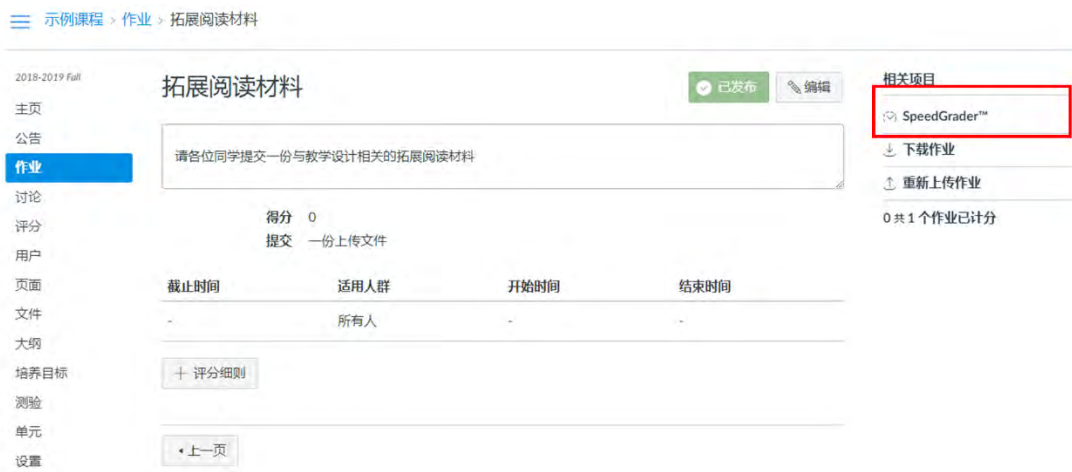 示例课程 > 作业 > 拓展阅读材料
2018-2019 Fall
主页
公告
作业
讨论
评分
用户
页面
文件
大纲
培养目标
测验
单元
设置
拓展阅读材料
已发布 编辑
请各位同学提交一份与教学设计相关的拓展阅读材料
得分 0
提交 一份上传文件
截止时间 适用人群 开始时间 结束时间
- 所有人 - -
+ 评分细则
上一页
相关项目
SpeedGrader™
下载作业
重新上传作业
0 共 1 个作业已计分